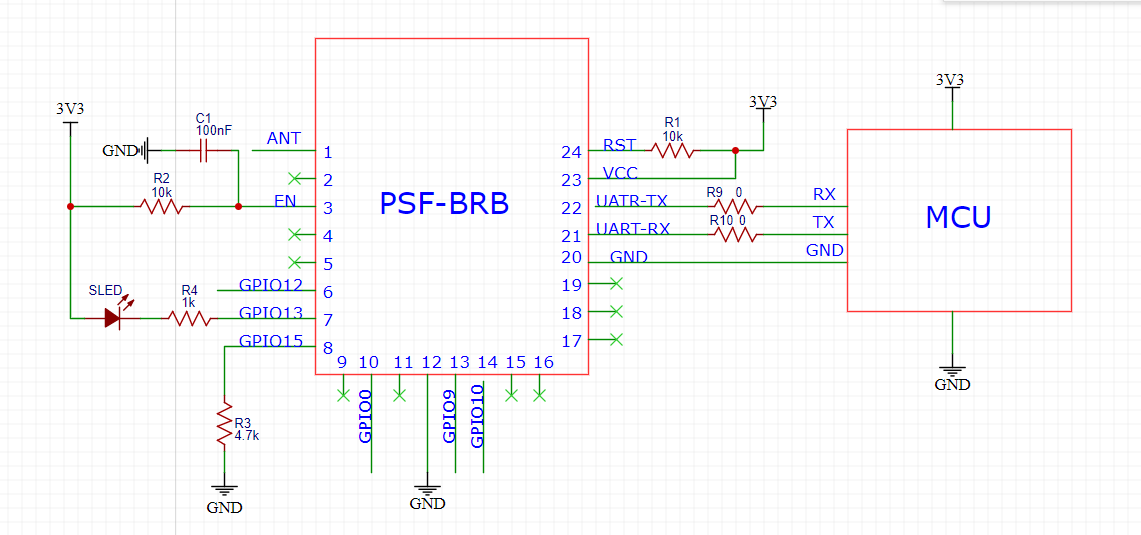 3V3
GND
C1
100nF
R2
10k
SLED
R4
1k
R3
4.7k
GND
ANT
EN
GPIO12
GPIO13
GPIO15
1
2
3
4
5
6
7
8
PSF-BRB
9 10 11 12 13 14 15 16
GPIO0
GPIO9
GPIO10
GND
24
23
22
21
20
19
18
17
RST
VCC
UATR-TX
UART-RX
GND
R1
10k
3V3
R9 0
R10 0
RX
TX
GND
3V3
MCU
GND